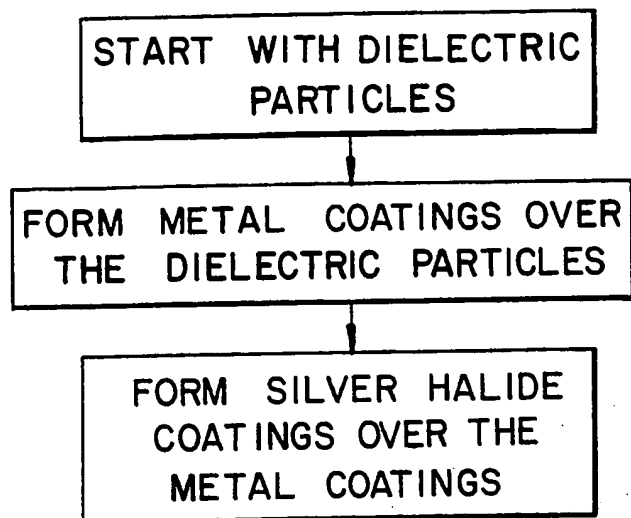 START WITH DIELECTRIC
PARTICLES
FORM METAL COATINGS OVER
THE DIELECTRIC PARTICLES
FORM SILVER HALIDE
COATINGS OVER THE
METAL COATINGS